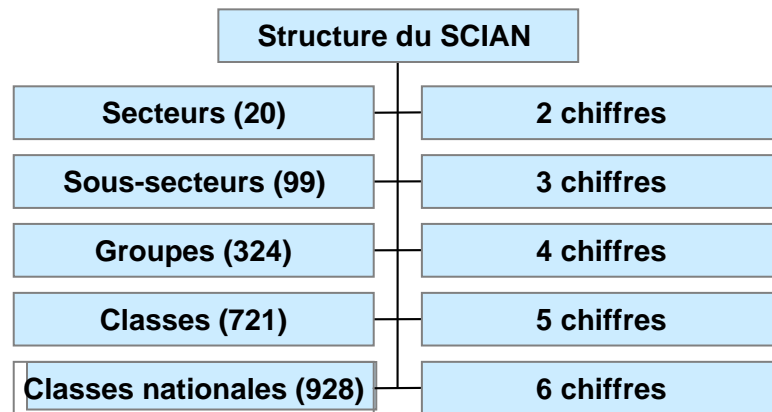 Structure du SCIAN
Secteurs (20)
2 chiffres
Sous-secteurs (99)
3 chiffres
Groupes (324)
4 chiffres
Classes (721)
5 chiffres
Classes nationales (928)
6 chiffres